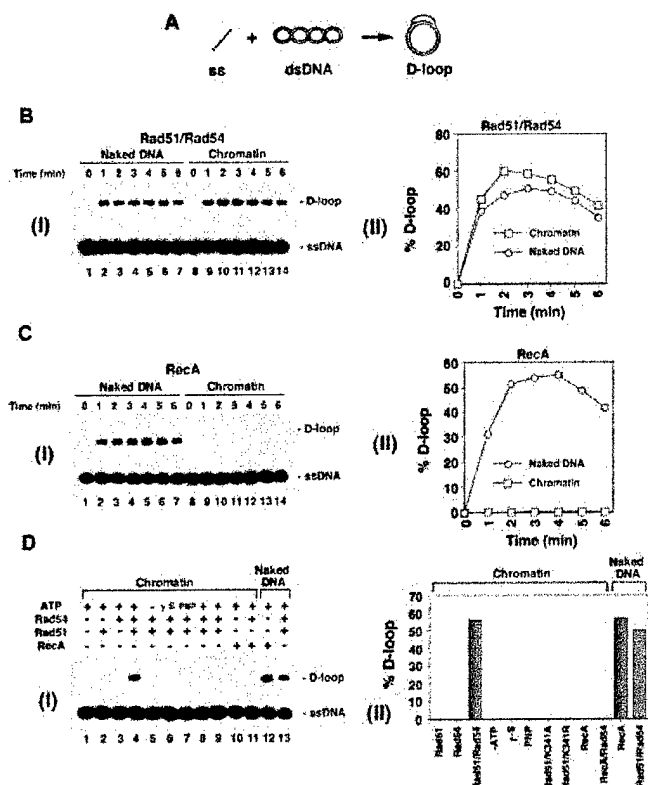 A
ss + dsDNA D-loop
B
Rad51/Rad54
Naked DNA Chromatin
Time (min) 0 1 2 3 4 5 6 0 1 2 3 4 5 6
D-loop
(I)
ssDNA
1 2 3 4 5 6 7 8 9 10 11 12 13 14
Rad51/Rad54
% D-loop
80
60
40
20
0
(II)
Chromatin
Naked DNA
0 1 2 3 4 5 6
Time (min)
C
RecA
Naked DNA Chromatin
Time (min) 0 1 2 3 4 5 6 0 1 2 3 4 5 6
D-loop
(I)
ssDNA
1 2 3 4 5 6 7 8 9 10 11 12 13 14
RecA
% D-loop
60
50
40
30
20
10
0
(II)
Naked DNA
Chromatin
0 1 2 3 4 5 6
Time (min)
D
Chromatin Naked DNA
ATP + + + + - γ-S PNP + + + + + +
Rad54
Rad51
RecA
D-loop
(I)
ssDNA
1 2 3 4 5 6 7 8 9 10 11 12 13
Chromatin Naked DNA
% D-loop
70
60
50
40
30
20
10
0
(II)
Rad51
Rad54
Rad51/Rad54
-ATP
γ-S
PNP
Rad51/K341A
Rad51/K341R
RecA
RecA/Rad54
RecA
Rad51/Rad54